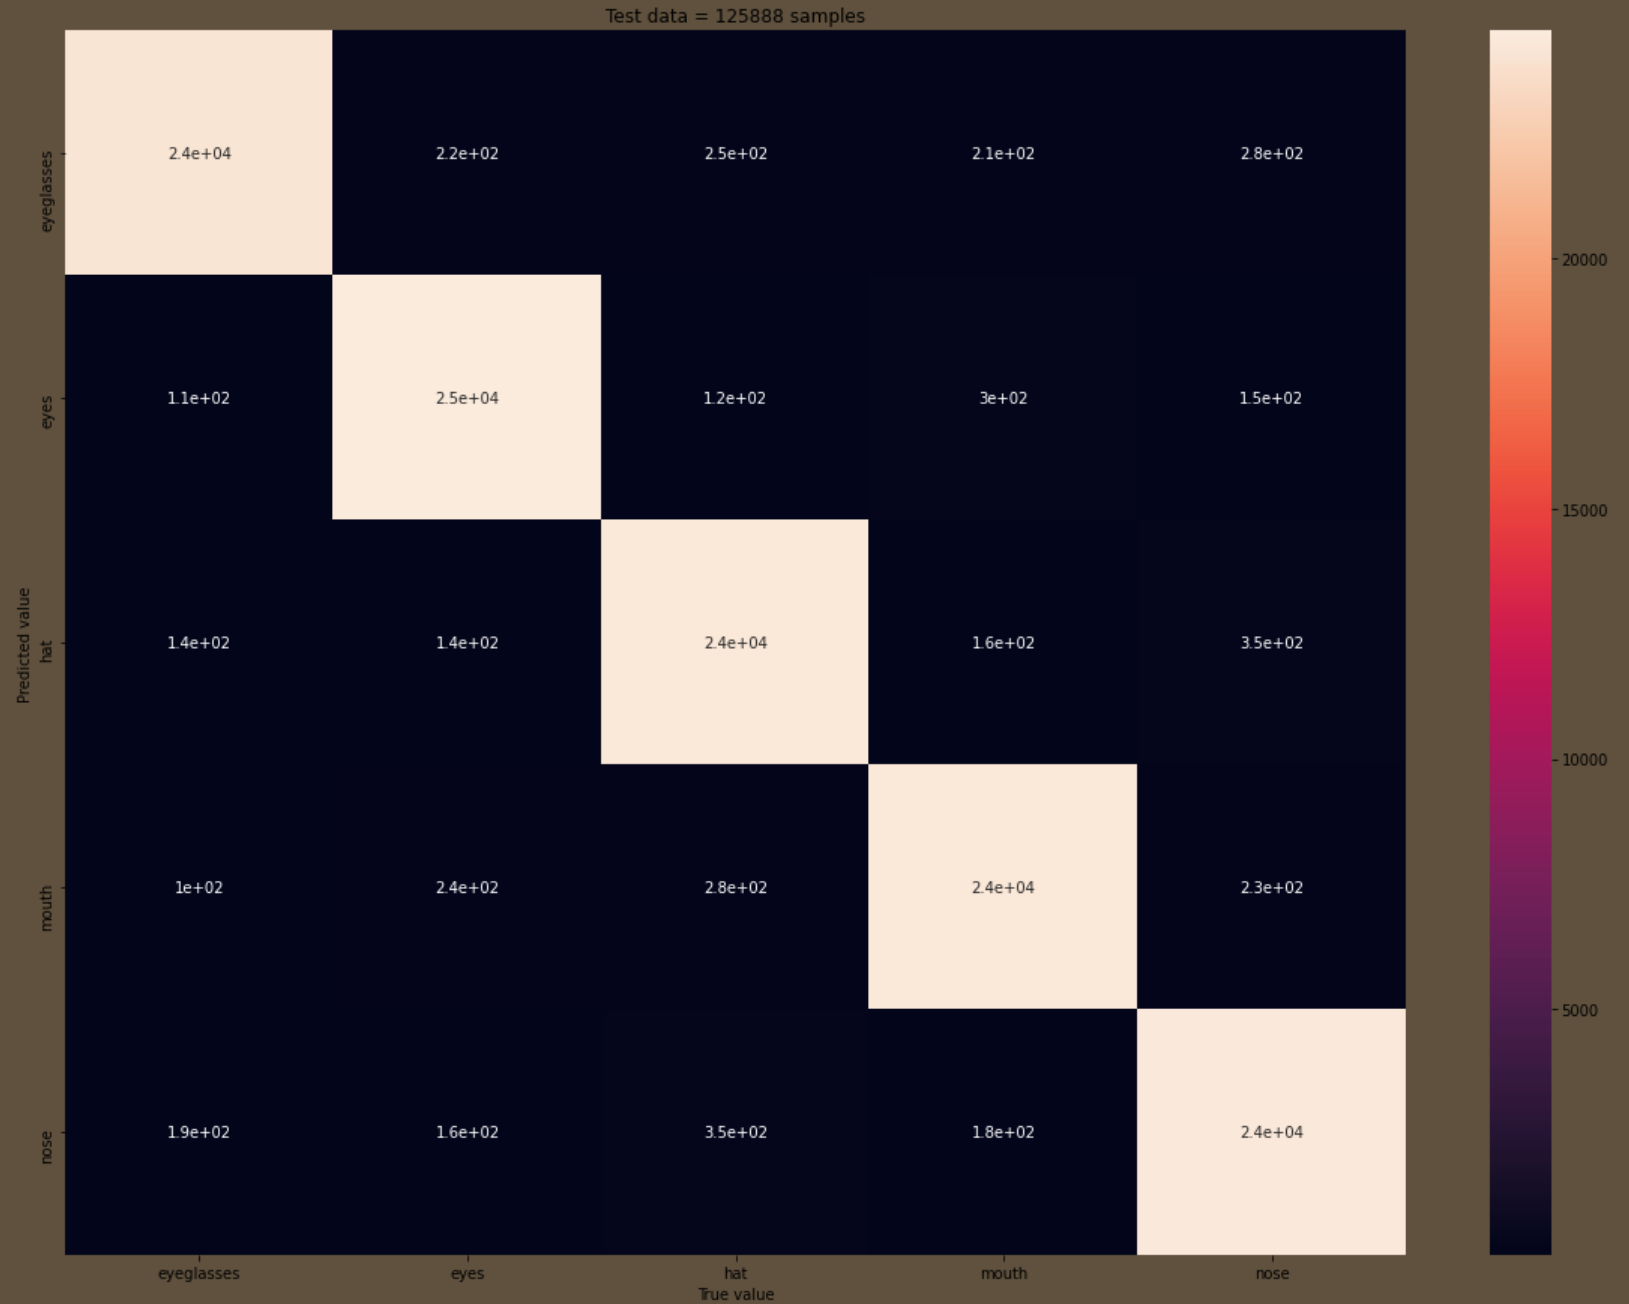 Test data = 125888 samples
eyeglasses 2.4e+04 2.2e+02 2.5e+02 2.1e+02 2.8e+02
eyes 1.1e+02 2.5e+04 1.2e+02 3e+02 1.5e+02
hat 1.4e+02 1.4e+02 2.4e+04 1.6e+02 3.5e+02
mouth 1e+02 2.4e+02 2.8e+02 2.4e+04 2.3e+02
nose 1.9e+02 1.6e+02 3.5e+02 1.8e+02 2.4e+04
Predicted value
eyeglasses eyes hat mouth nose
True value
20000
15000
10000
5000